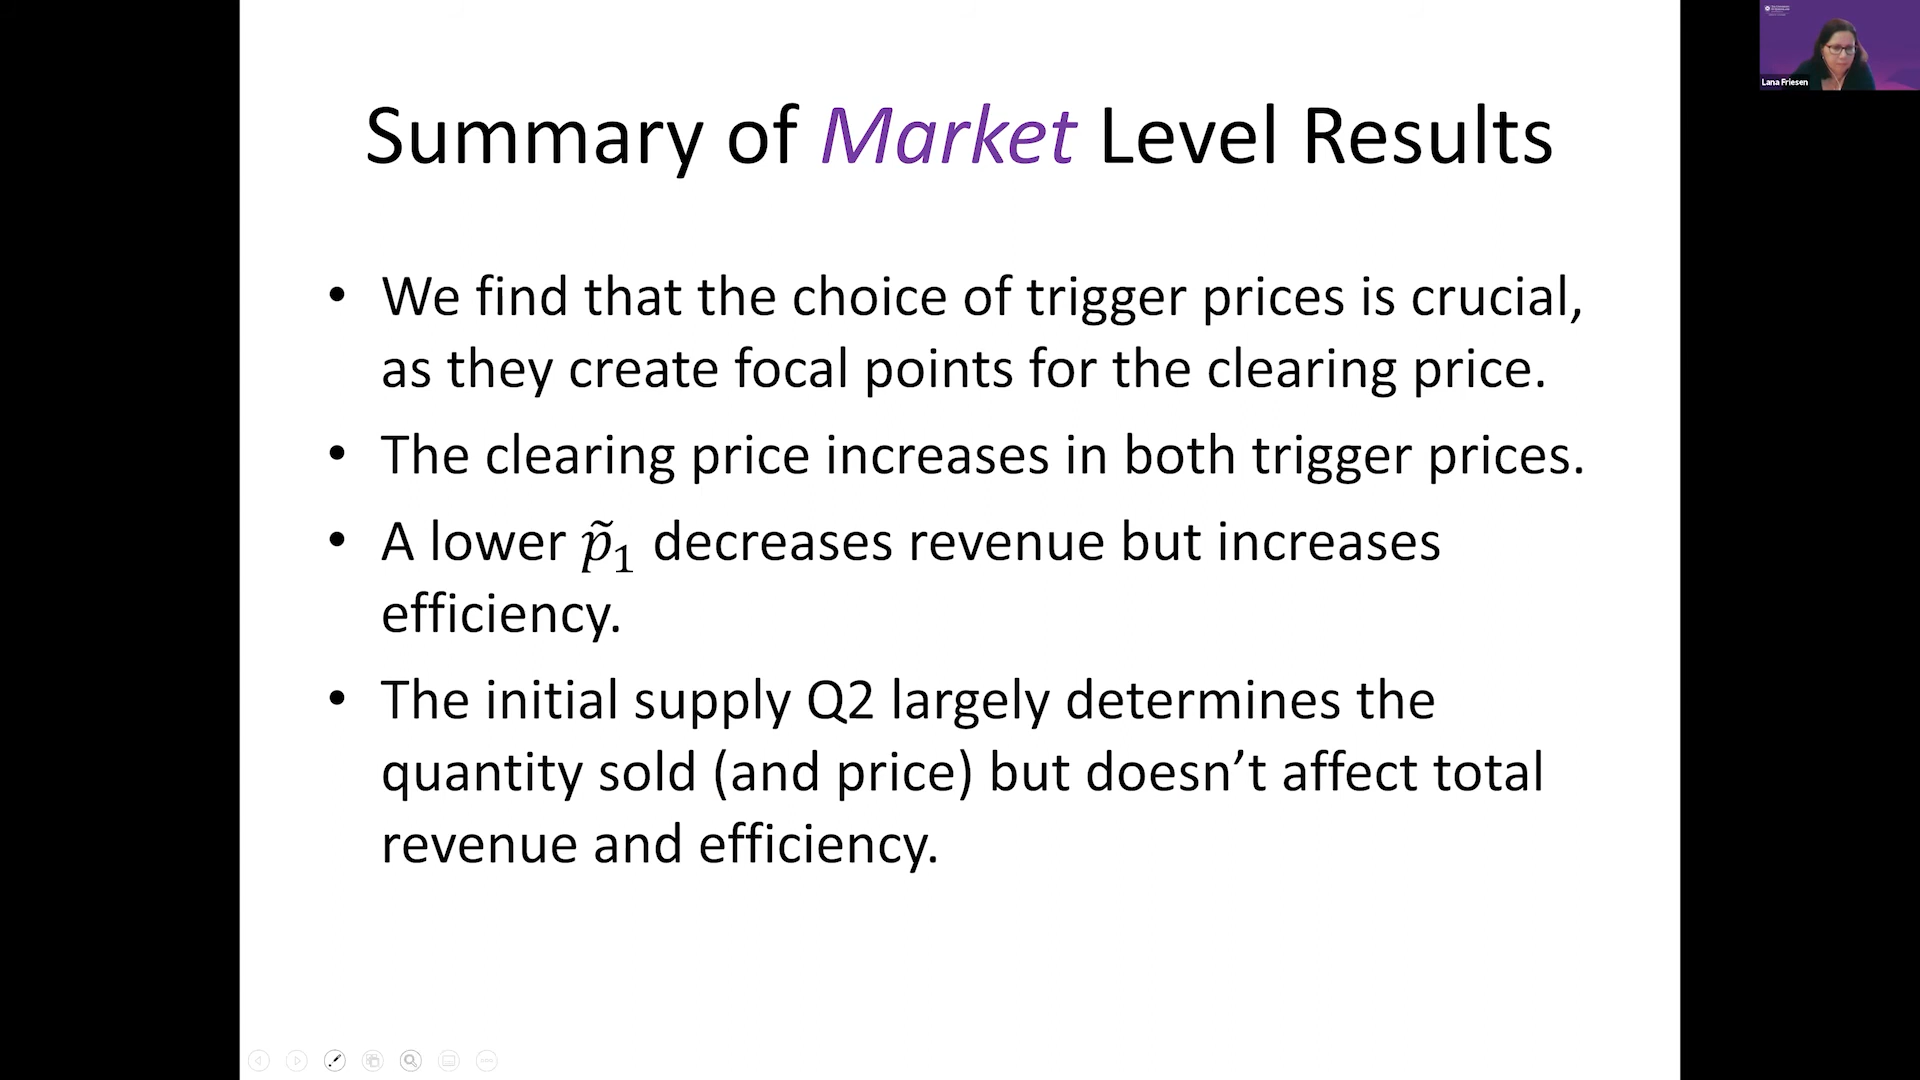 Summary of Market Level Results
• We find that the choice of trigger prices is crucial,
as they create focal points for the clearing price.
• The clearing price increases in both trigger prices.
• A lower p̃₁ decreases revenue but increases
efficiency.
• The initial supply Q2 largely determines the
quantity sold (and price) but doesn’t affect total
revenue and efficiency.
Lana Friesen